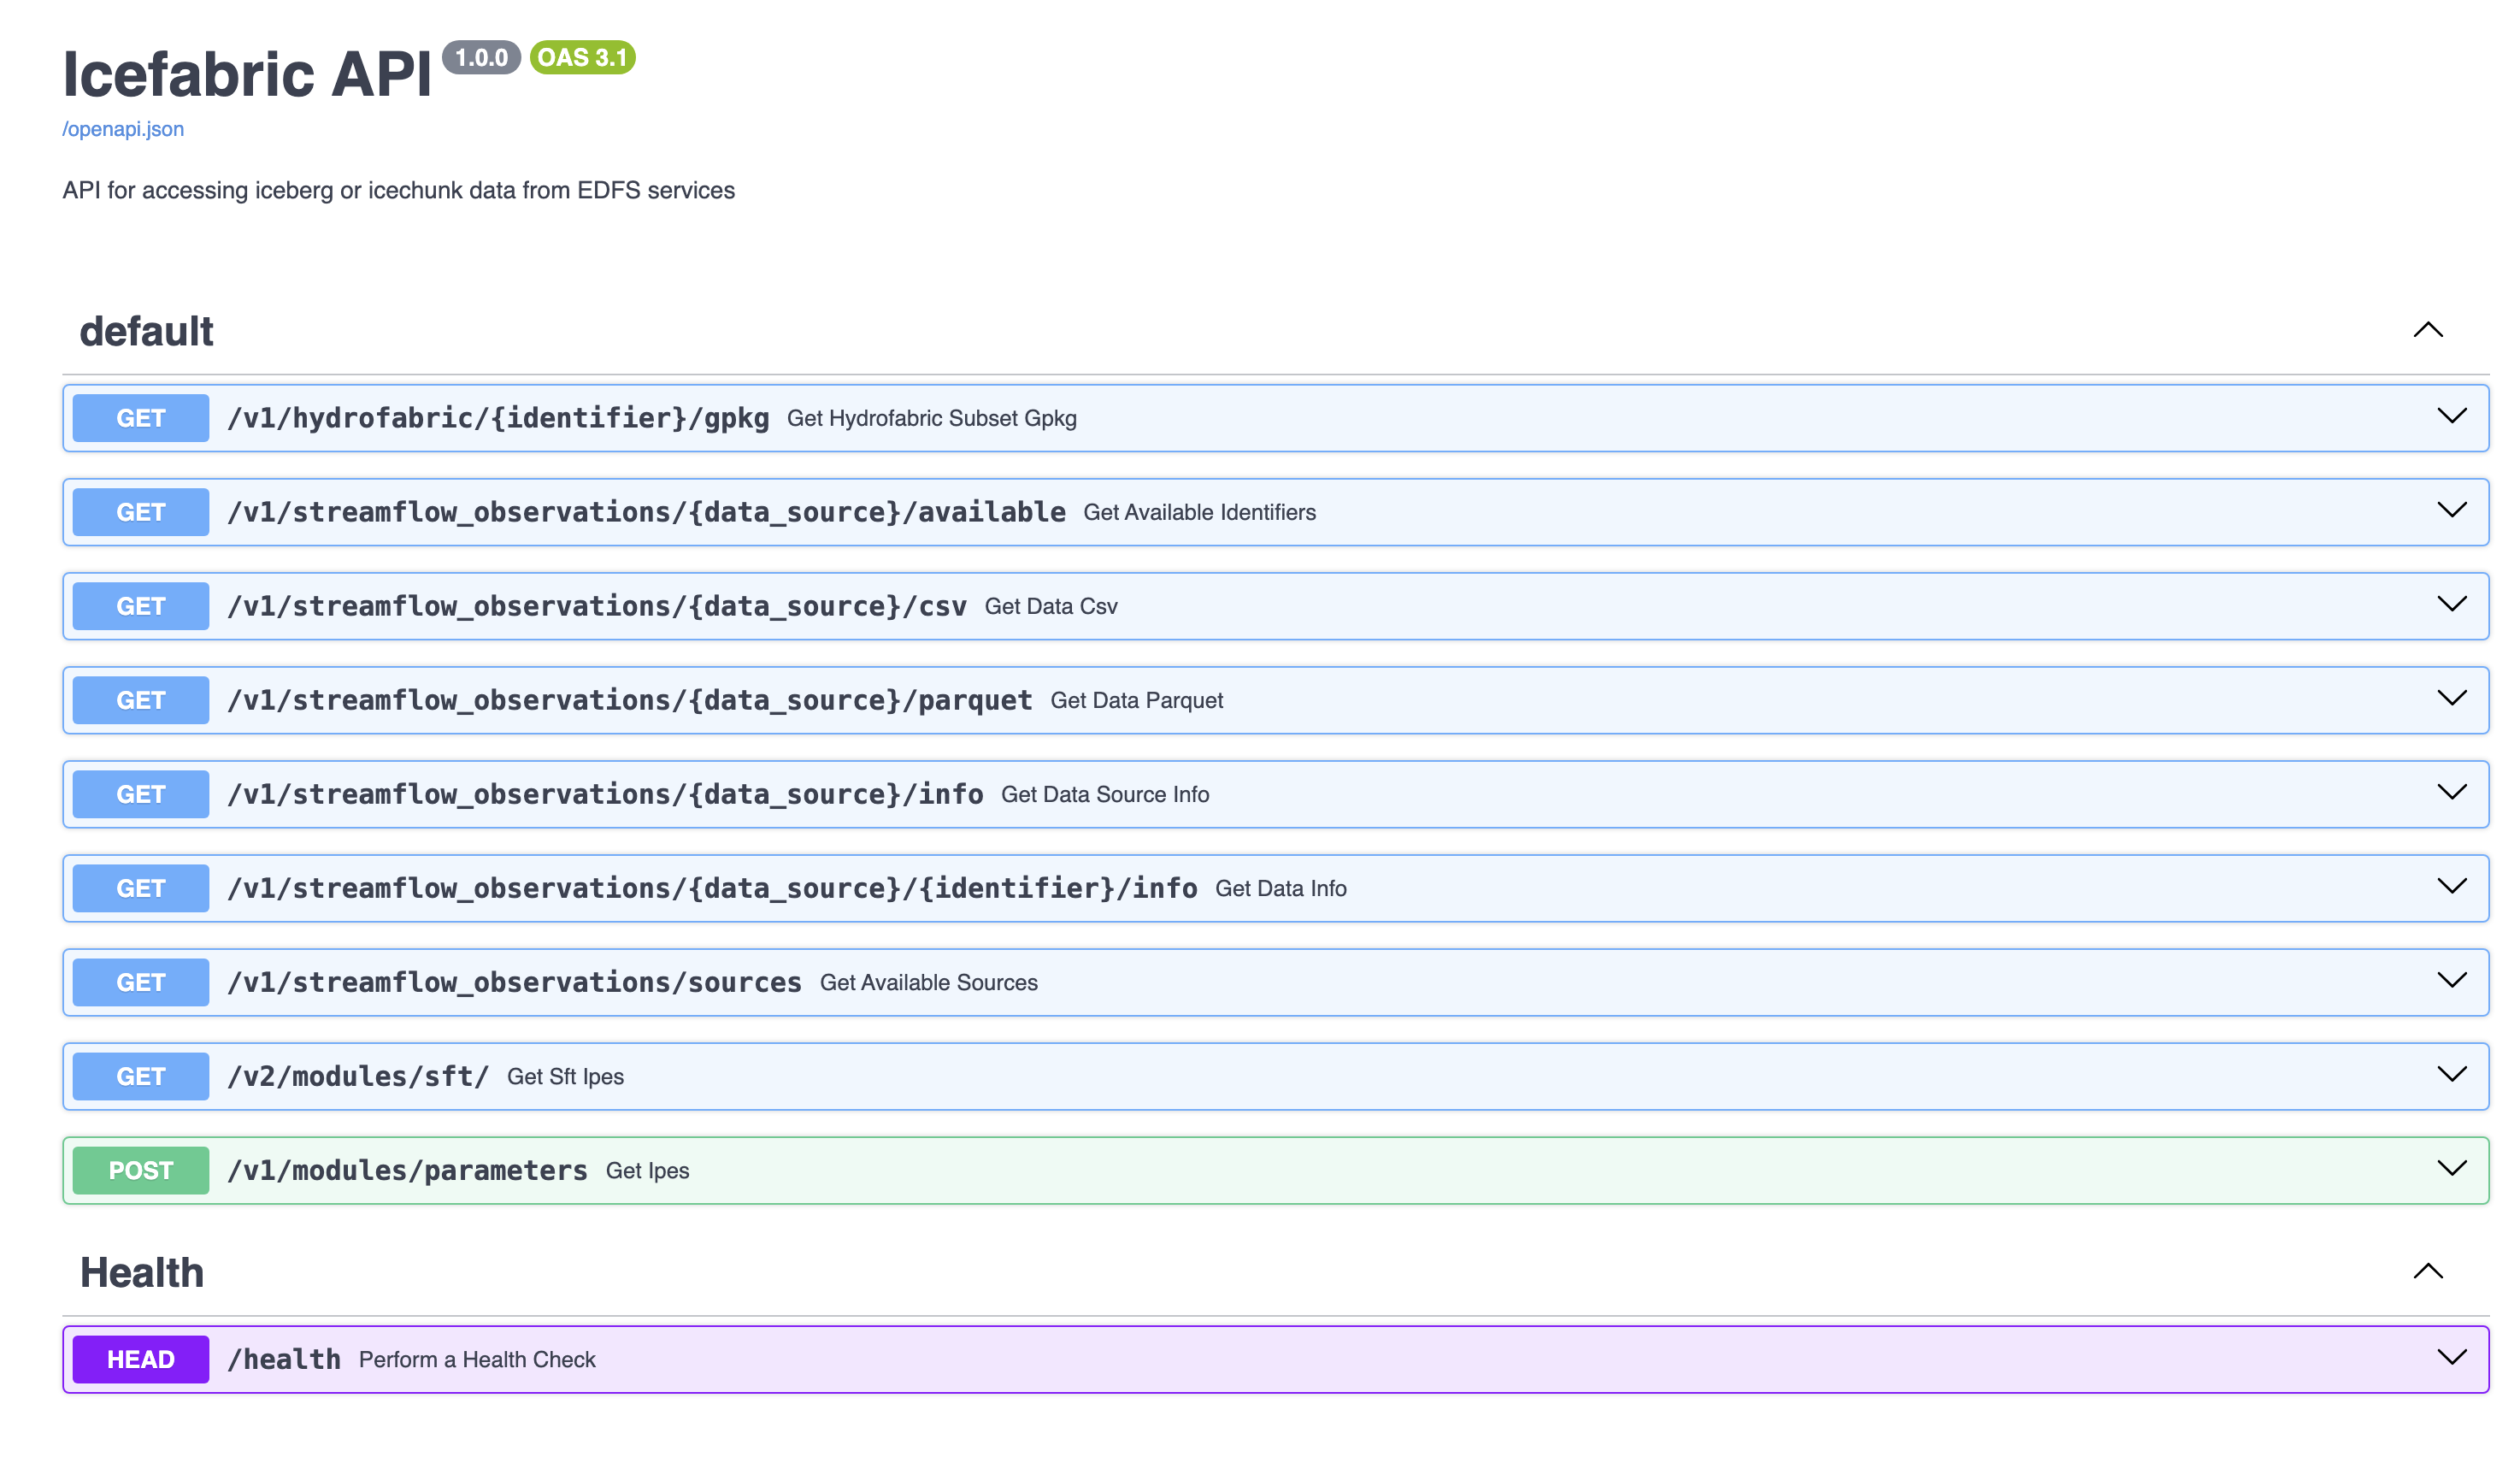 Icefabric API 1.0.0 OAS 3.1
/openapi.json
API for accessing iceberg or icechunk data from EDFS services
default
GET /v1/hydrofabric/{identifier}/gpkg Get Hydrofabric Subset Gpkg
GET /v1/streamflow_observations/{data_source}/available Get Available Identifiers
GET /v1/streamflow_observations/{data_source}/csv Get Data Csv
GET /v1/streamflow_observations/{data_source}/parquet Get Data Parquet
GET /v1/streamflow_observations/{data_source}/info Get Data Source Info
GET /v1/streamflow_observations/{data_source}/{identifier}/info Get Data Info
GET /v1/streamflow_observations/sources Get Available Sources
GET /v2/modules/sft/ Get Sft Ipes
POST /v1/modules/parameters Get Ipes
Health
HEAD /health Perform a Health Check